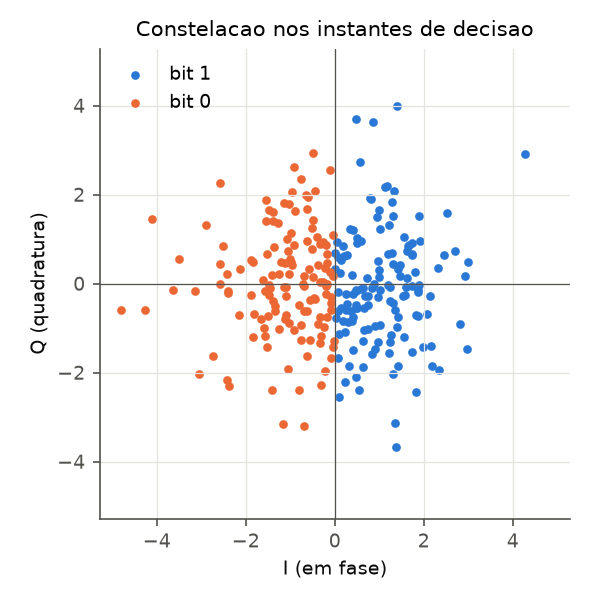 Constelacao nos instantes de decisao
bit 1
bit 0
4
2
0
−2
−4
Q (quadratura)
−4 −2 0 2 4
I (em fase)